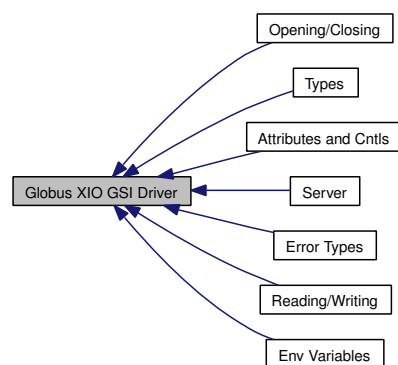 Opening/Closing
Types
Attributes and Cntls
Globus XIO GSI Driver
Server
Error Types
Reading/Writing
Env Variables